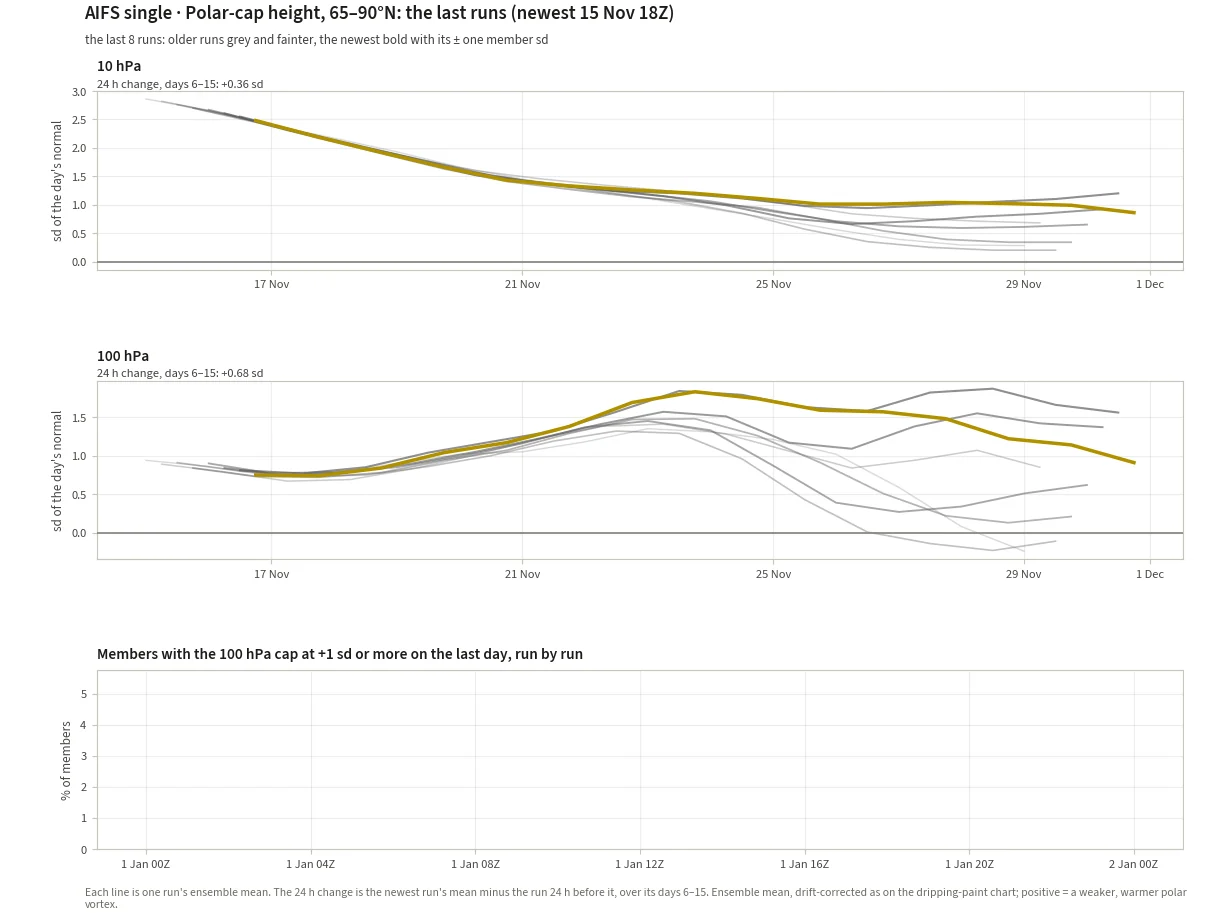 AIFS single · Polar-cap height, 65–90°N: the last runs (newest 15 Nov 18Z)
the last 8 runs: older runs grey and fainter, the newest bold with its ± one member sd
10 hPa
24 h change, days 6–15: +0.36 sd
3.0
2.5
2.0
1.5
1.0
0.5
0.0
sd of the day's normal
17 Nov
21 Nov
25 Nov
29 Nov
1 Dec
100 hPa
24 h change, days 6–15: +0.68 sd
1.5
1.0
0.5
0.0
sd of the day's normal
17 Nov
21 Nov
25 Nov
29 Nov
1 Dec
Members with the 100 hPa cap at +1 sd or more on the last day, run by run
5
4
3
2
1
0
% of members
1 Jan 00Z
1 Jan 04Z
1 Jan 08Z
1 Jan 12Z
1 Jan 16Z
1 Jan 20Z
2 Jan 00Z
Each line is one run's ensemble mean. The 24 h change is the newest run's mean minus the run 24 h before it, over its days 6–15. Ensemble mean, drift-corrected as on the dripping-paint chart; positive = a weaker, warmer polar
vortex.